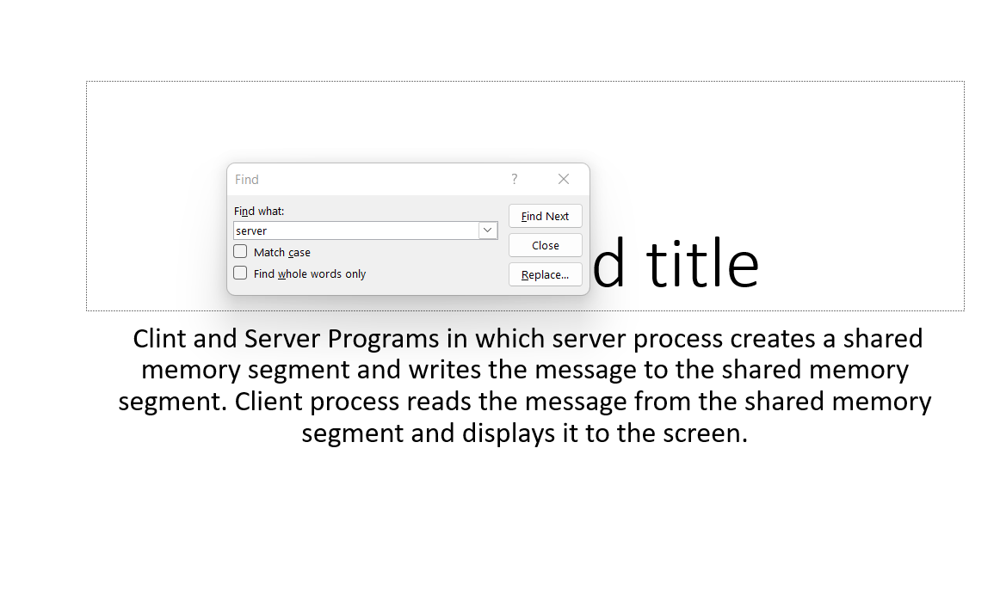 Find
?
Find what:
Find Next
server
Close
Match case
Find whole words only
Replace...
d title
Clint and Server Programs in which server process creates a shared
memory segment and writes the message to the shared memory
segment. Client process reads the message from the shared memory
segment and displays it to the screen.